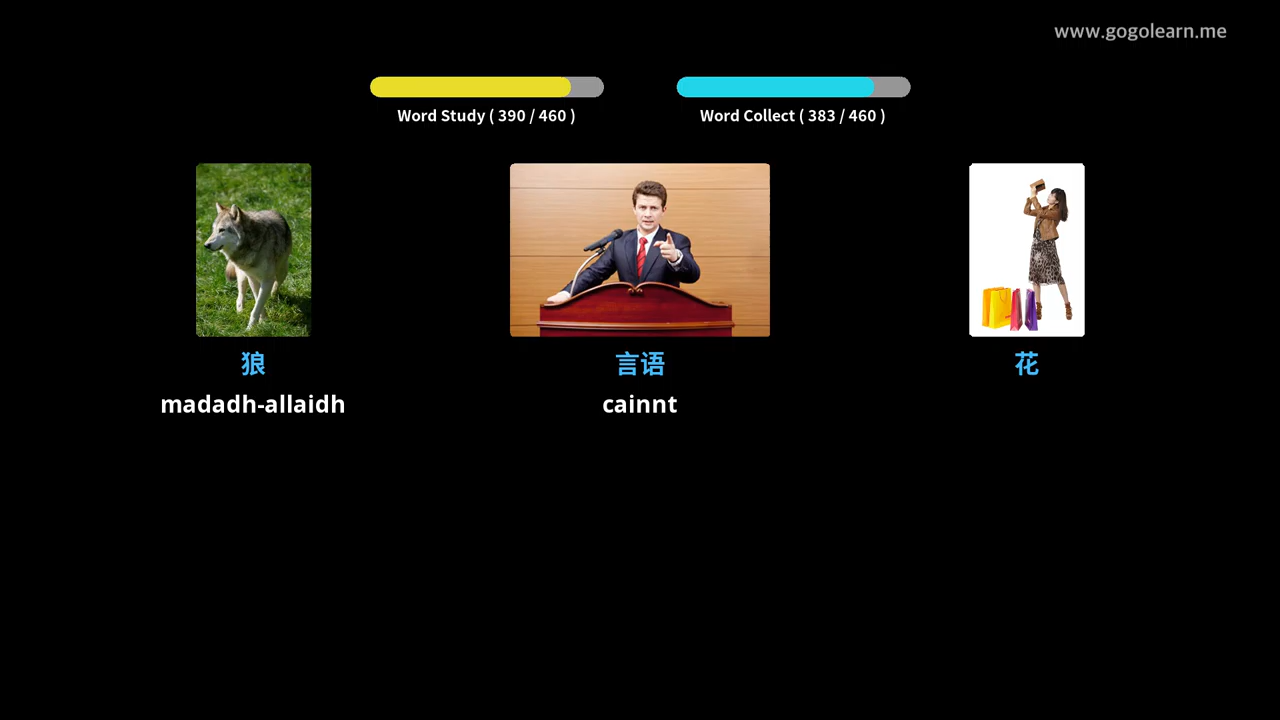 www.gogolearn.me
Word Study ( 390 / 460 )
Word Collect ( 383 / 460 )
狼
言语
花
madadh-allaidh
cainnt